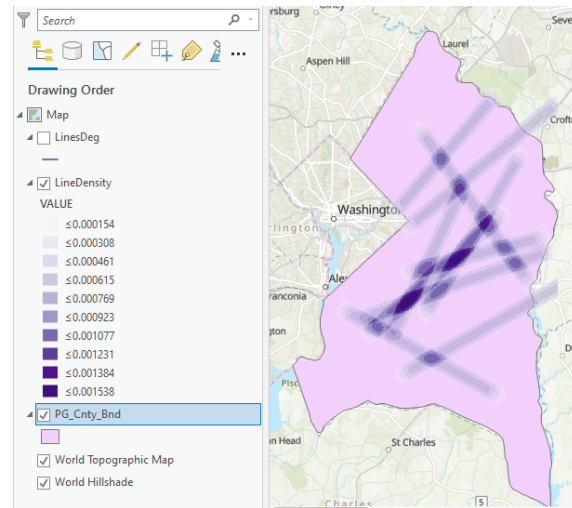 Search
Drawing Order
Map
LinesDeg
LineDensity
VALUE
≤0.000154
≤0.000308
≤0.000461
≤0.000615
≤0.000769
≤0.000923
≤0.001077
≤0.001231
≤0.001384
≤0.001538
PG_Cnty_Bnd
World Topographic Map
World Hillshade
Laurel
Aspen Hill
Croft
Washington
St Charles
Charles
5